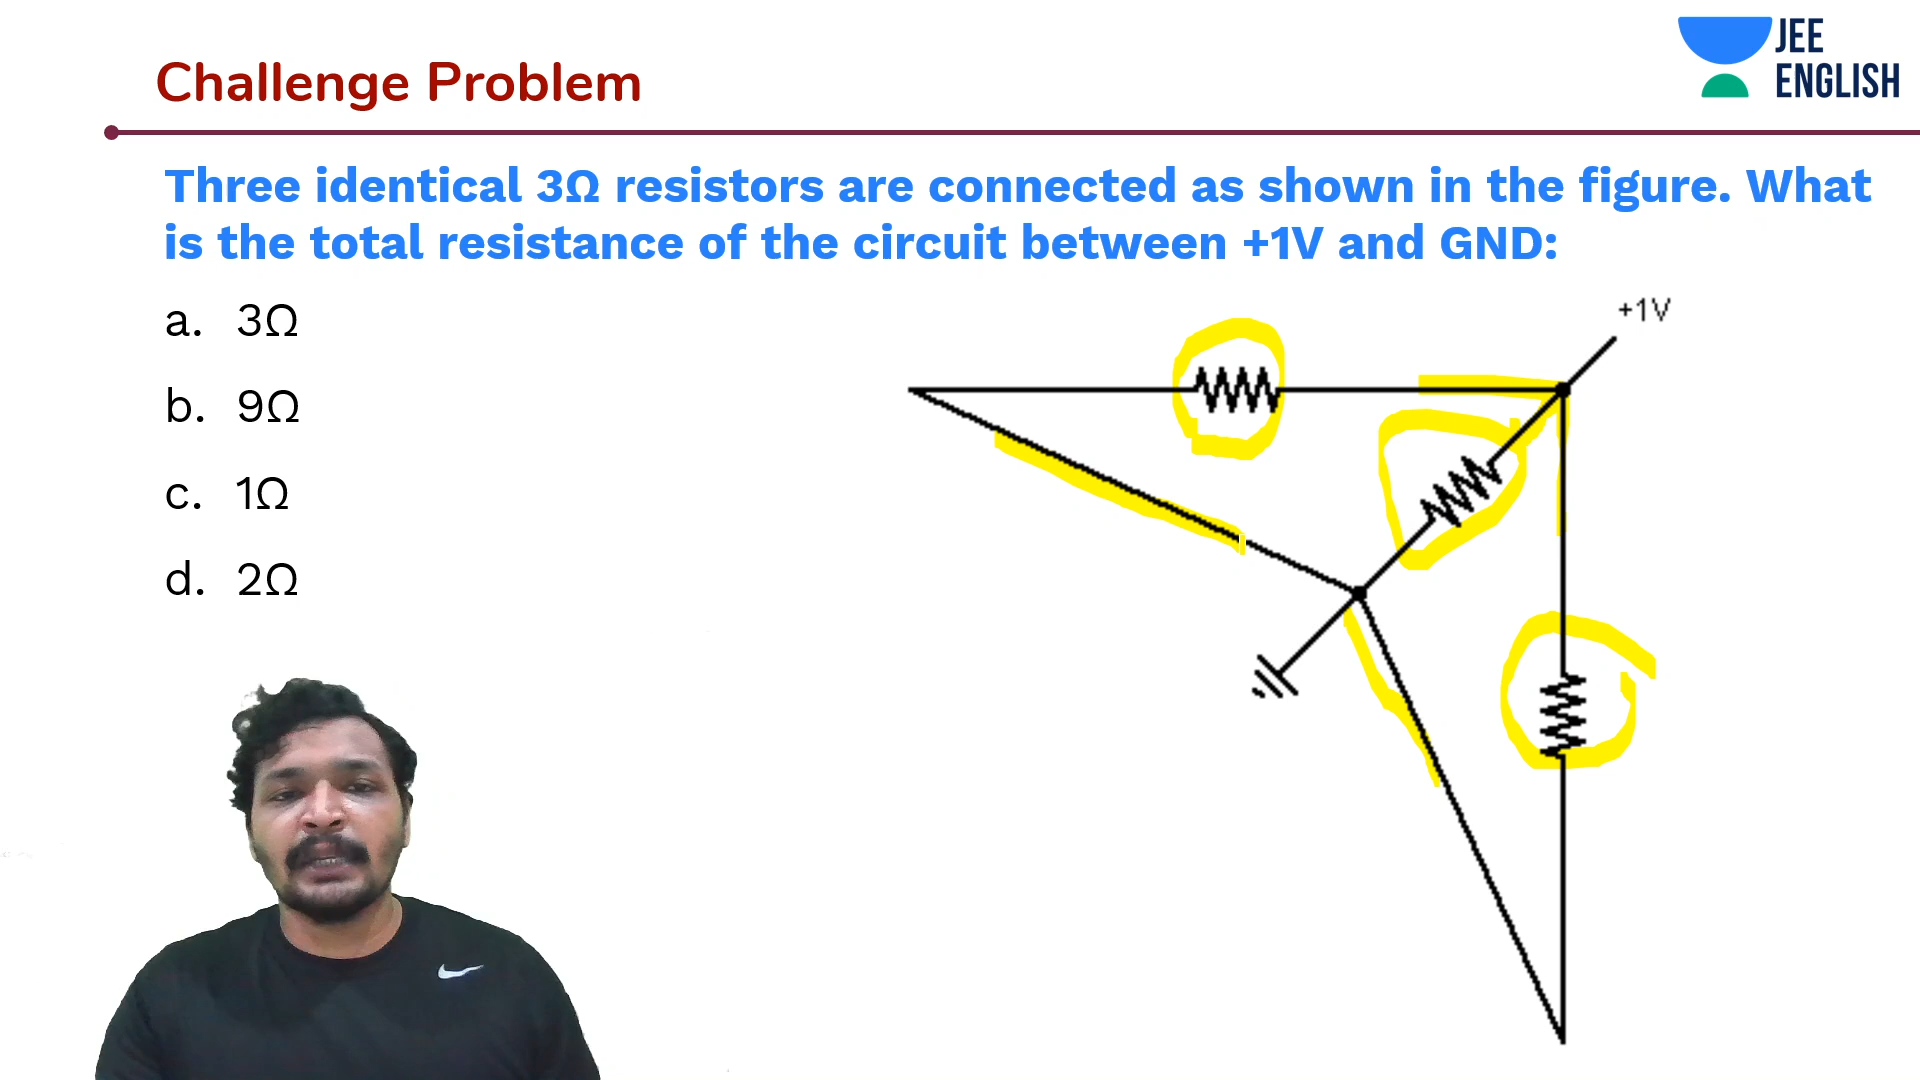 JEE
ENGLISH
Challenge Problem
Three identical 3Ω resistors are connected as shown in the figure. What
is the total resistance of the circuit between +1V and GND:
a. 3Ω
b. 9Ω
c. 1Ω
d. 2Ω
+1V